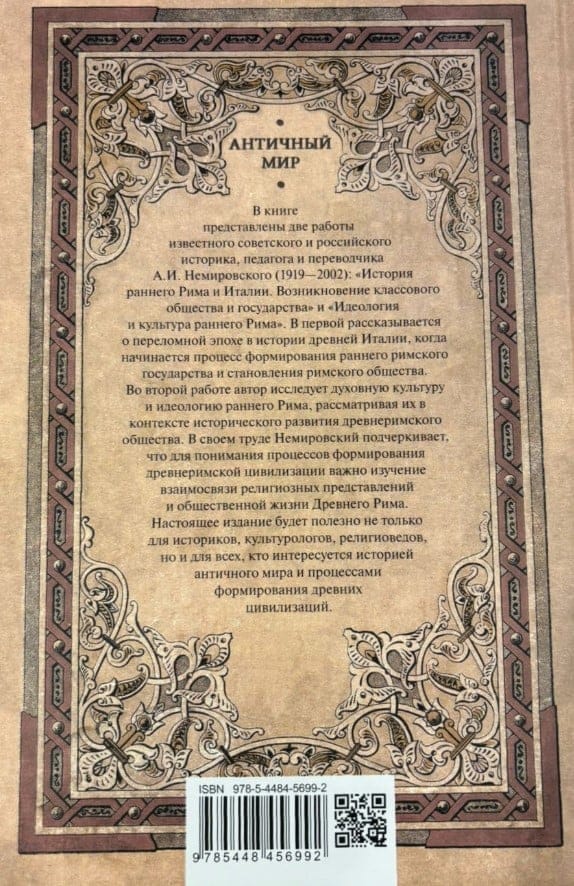 АНТИЧНЫЙ
МИР
В книге
представлены две работы
известного советского и российского
историка, педагога и переводчика
А.И. Немировского (1919—2002): «История
раннего Рима и Италии. Возникновение классового
общества и государства» и «Идеология
и культура раннего Рима». В первой рассказывается
о переломной эпохе в истории древней Италии, когда
начинается процесс формирования раннего римского
государства и становления римского общества.
Во второй работе автор исследует духовную культуру
и идеологию раннего Рима, рассматривая их в
контексте исторического развития древнеримского
общества. В своем труде Немировский подчеркивает,
что для понимания процессов формирования
древнеримской цивилизации важно изучение
взаимосвязи религиозных представлений
и общественной жизни Древнего Рима.
Настоящее издание будет полезно не только
для историков, культурологов, религиоведов,
но и для всех, кто интересуется историей
античного мира и процессами
формирования древних
цивилизаций.
ISBN 978-5-4484-5699-2
9 785448 456992